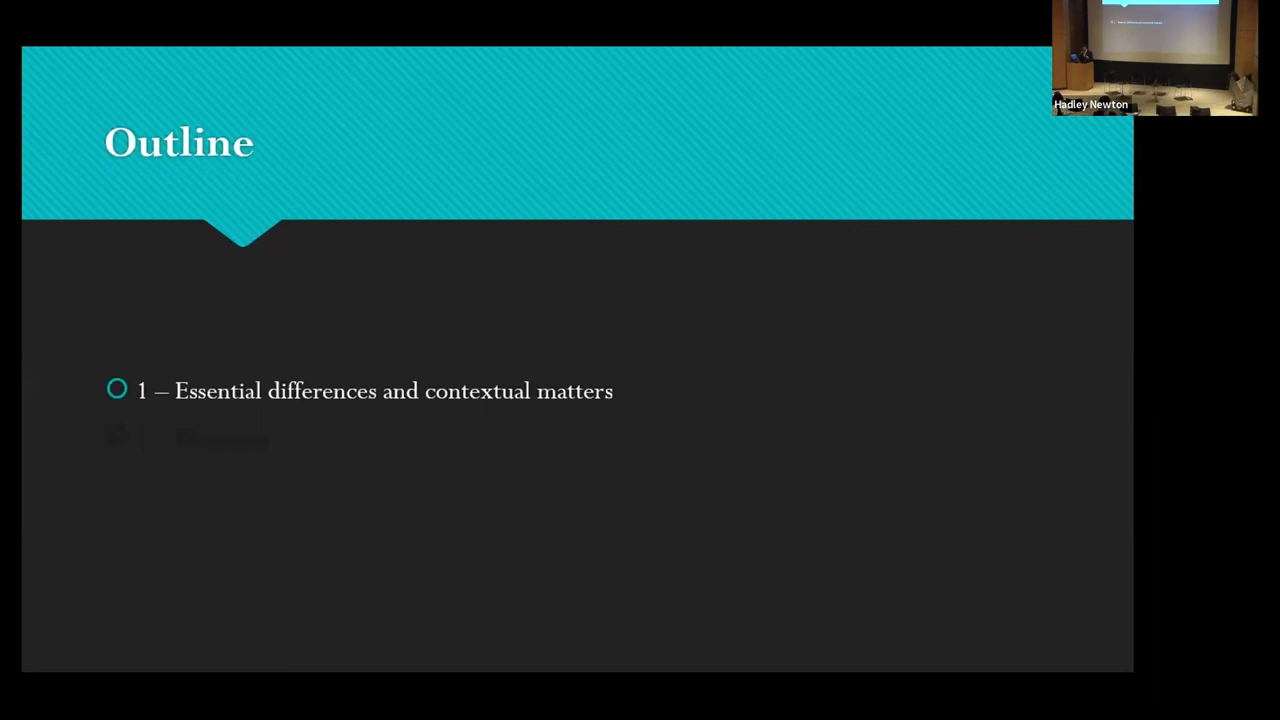 Outline
1 – Essential differences and contextual matters
Hadley Newton